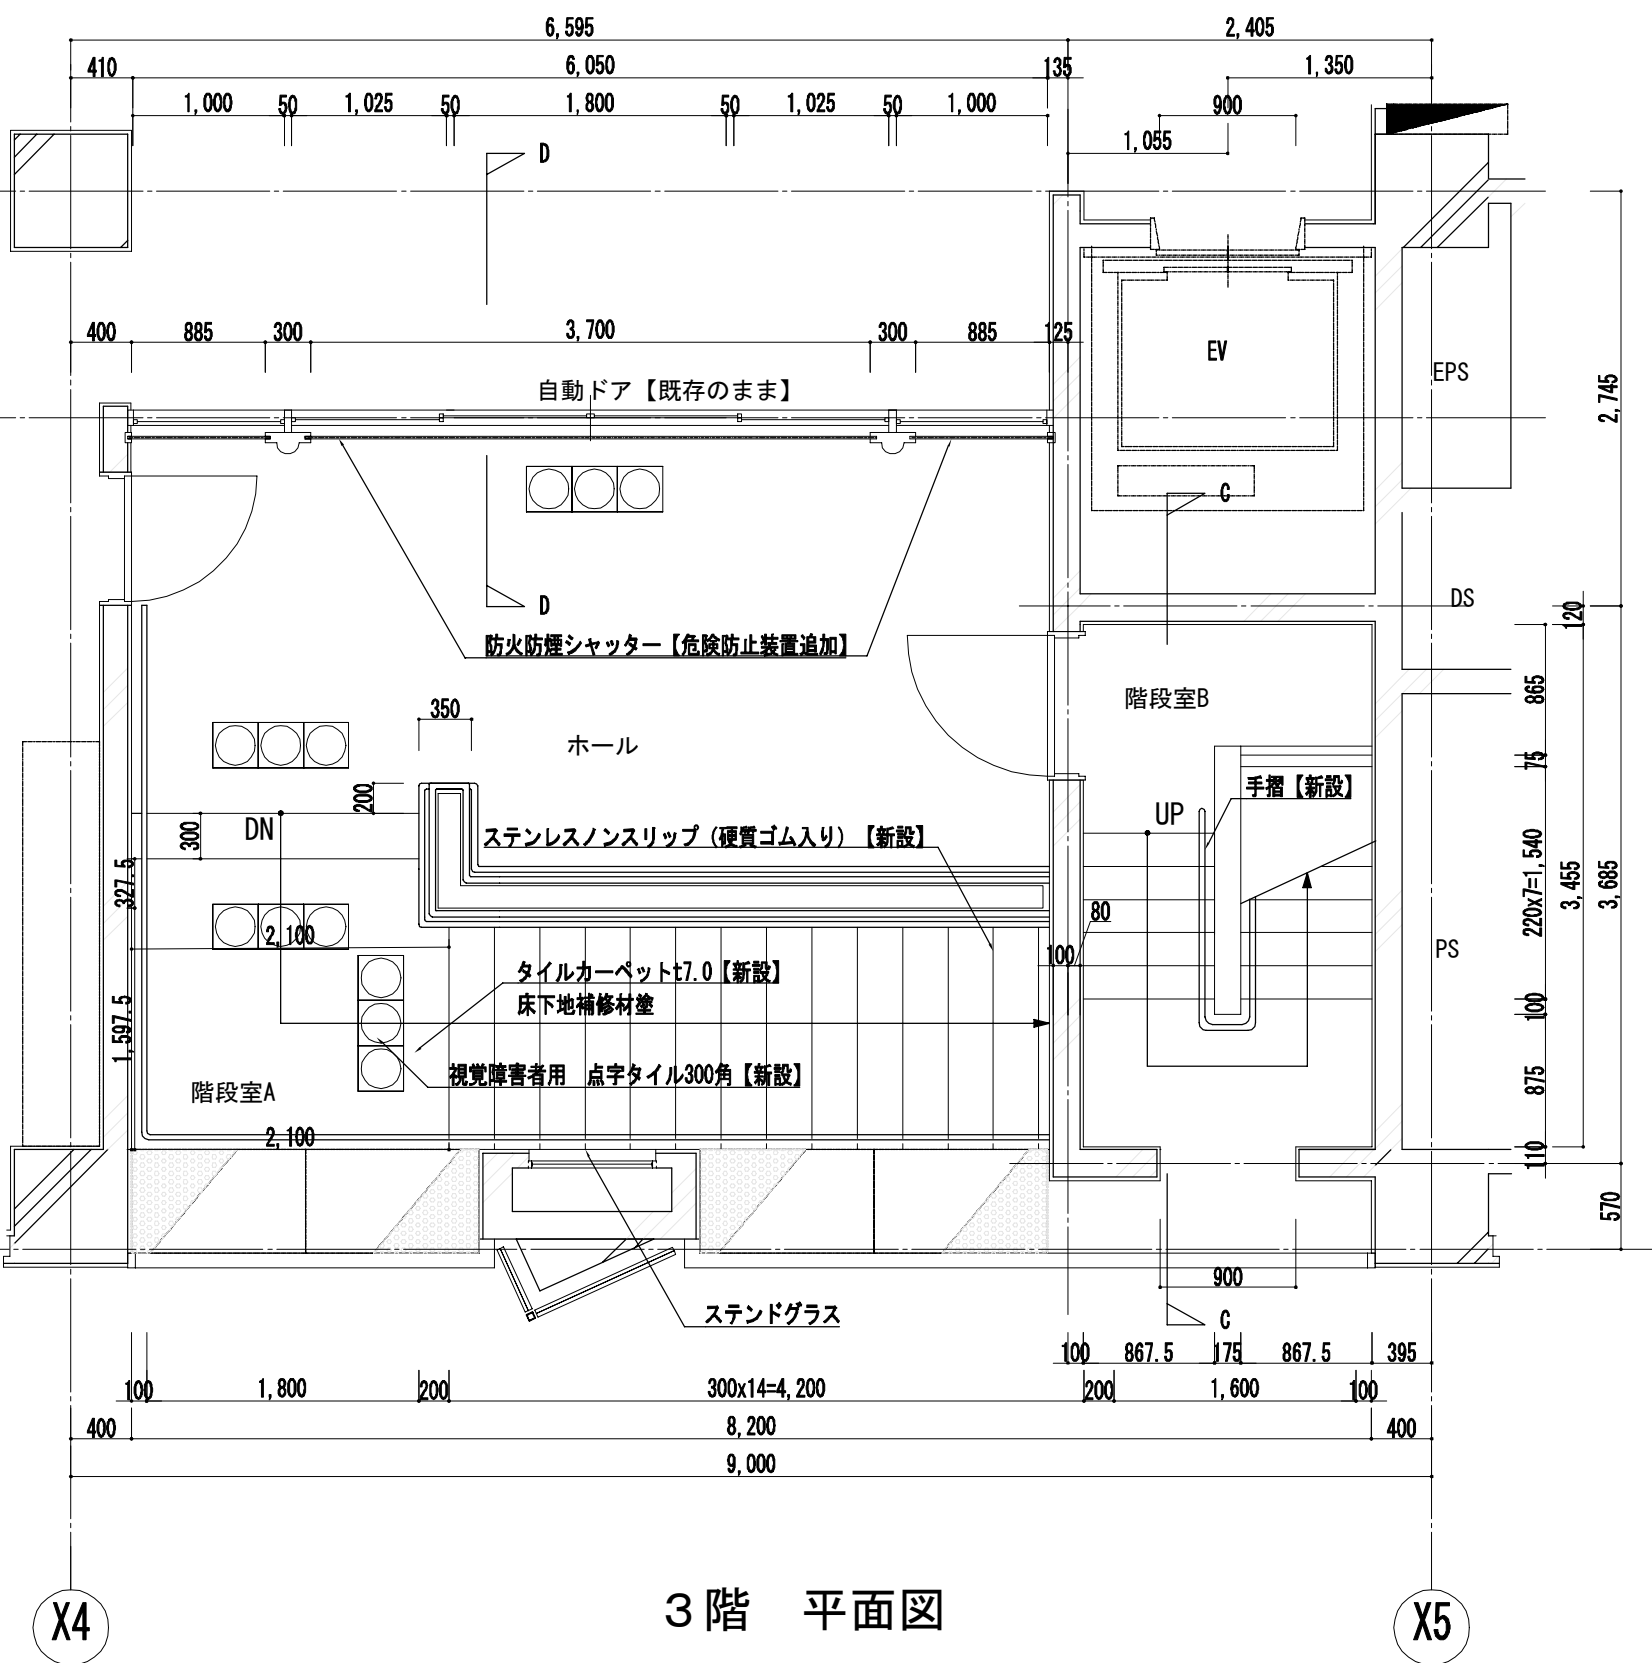 6,595
2,405
410
6,050
135
1,350
1,000
50
1,025
50
1,800
50
1,025
50
1,000
900
1,055
D
400
885
300
3,700
300
885
125
EV
EPS
2,745
自動ドア【既存のまま】
C
D
DS
120
防火防煙シャッター【危険防止装置追加】
階段室B
865
350
ホール
75
手摺【新設】
200
UP
DN
300
ステンレスノンスリップ（硬質ゴム入り）【新設】
327.5
220x7=1,540
3,455
3,685
80
2,100
100
PS
タイルカーペットt7.0【新設】
床下地補修材塗
1,597.5
100
視覚障害者用　点字タイル300角【新設】
875
階段室A
2,100
110
570
900
ステンドグラス
C
100
867.5
175
867.5
395
100
1,800
200
300x14=4,200
200
1,600
100
400
8,200
400
9,000
X4
３階　平面図
X5